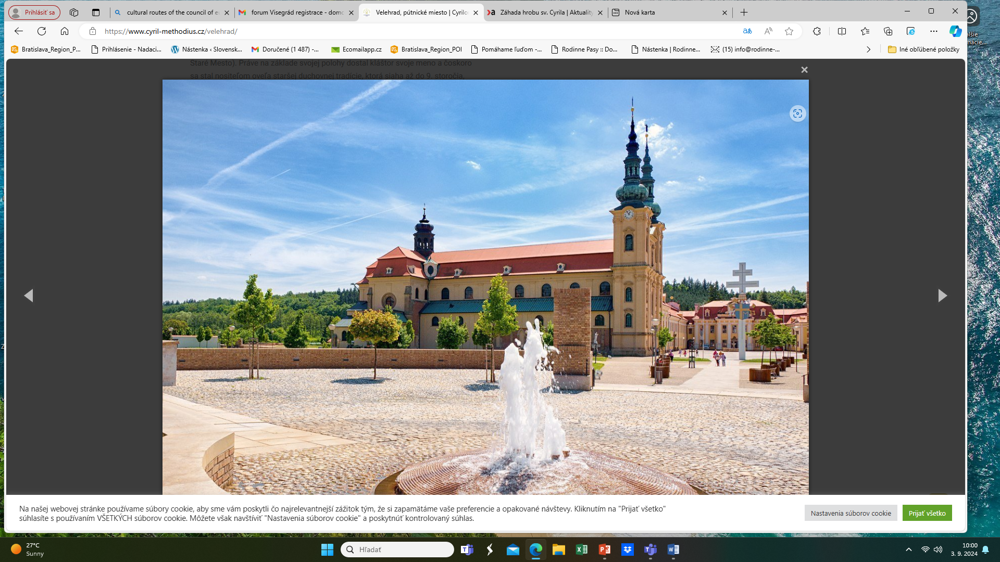 Prihlásiť sa
cultural routes of the council of eu
forum Visegrád registrace - domo
Velehrad, pútnické miesto | Cyrilo
Záhada hrobu sv. Cyrila | Aktuality
Nová karta
https://www.cyril-methodius.cz/velehrad/
Bratislava_Region_P...
Prihlásenie - Nadaci...
Nástenka ‹ Slovensk...
Doručené (1 487) -...
Ecomailapp.cz
Bratislava_Region_POI
Pomáhame ľuďom -...
Rodinne Pasy :: Do...
Nástenka | Rodinne...
(15) info@rodinne-...
Iné obľúbené položky
Staré Mesto). Práve na základe svojej polohy dostal kláštor svoje meno a čoskoro
sa stal nositeľom oveľa staršej duchovnej tradície, ktorá siaha až do 9. storočia,
Na našej webovej stránke používame súbory cookie, aby sme vám poskytli čo najrelevantnejší zážitok tým, že si zapamätáme vaše preferencie a opakované návštevy. Kliknutím na "Prijať všetko"
súhlasíte s používaním VŠETKÝCH súborov cookie. Môžete však navštíviť "Nastavenia súborov cookie" a poskytnúť kontrolovaný súhlas.
Nastavenia súborov cookie
Prijať všetko
27°C
Sunny
Hľadať
10:00
3. 9. 2024